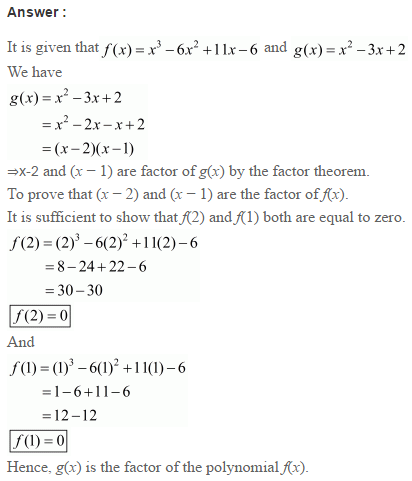 Answer :
It is given that f(x) = x³ – 6x² + 11x – 6 and g(x) = x² – 3x + 2
We have
g(x) = x² – 3x + 2
= x² – 2x – x + 2
= (x – 2)(x – 1)
⇒x-2 and (x − 1) are factor of g(x) by the factor theorem.
To prove that (x − 2) and (x − 1) are the factor of f(x).
It is sufficient to show that f(2) and f(1) both are equal to zero.
f(2) = (2)³ – 6(2)² + 11(2) – 6
= 8 – 24 + 22 – 6
= 30 – 30
f(2) = 0
And
f(1) = (1)³ – 6(1)² + 11(1) – 6
= 1 – 6 + 11 – 6
= 12 – 12
f(1) = 0
Hence, g(x) is the factor of the polynomial f(x).